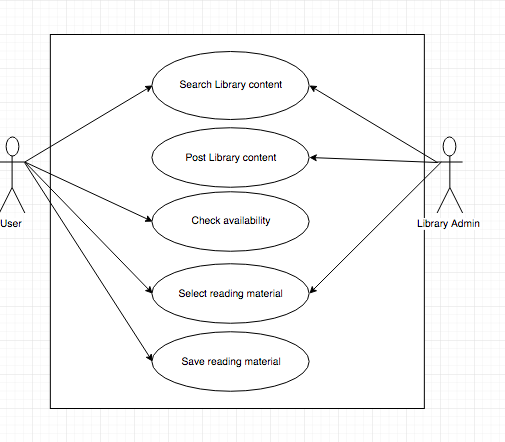 Search Library content
Post Library content
Check availability
User
Library Admin
Select reading material
Save reading material